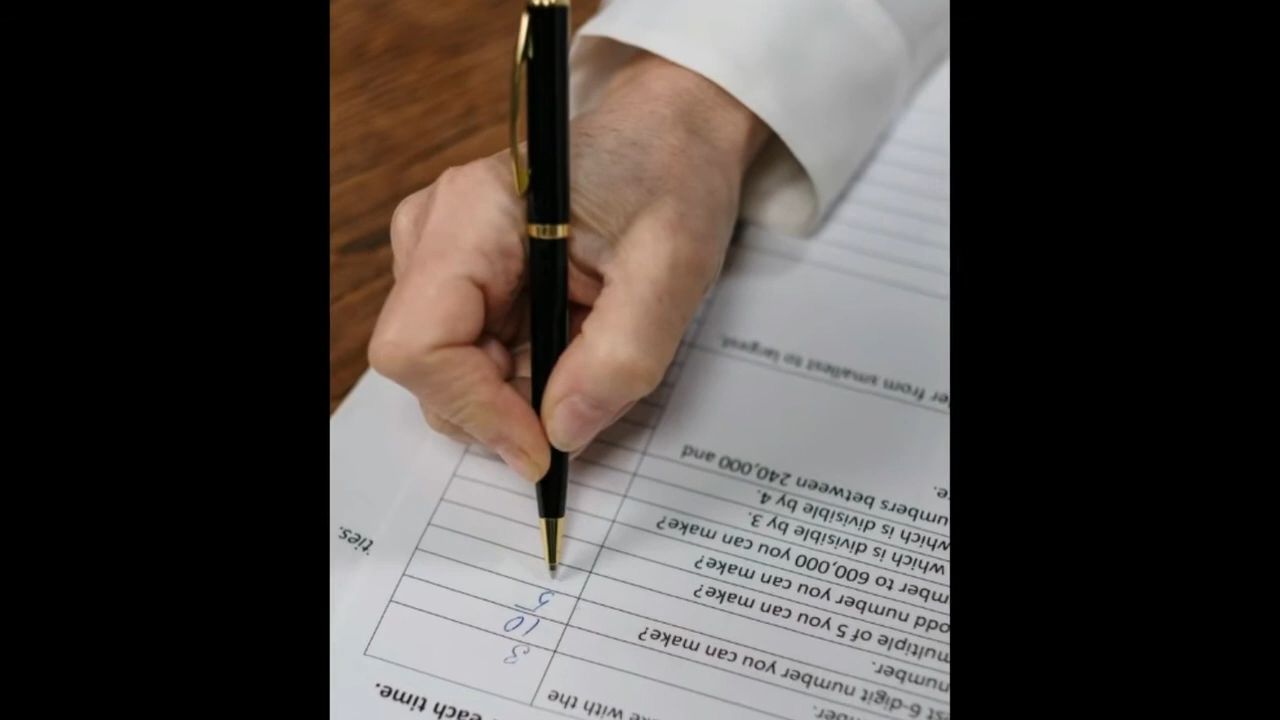 each time.
ke with the
3
st 6-digit number you can make?
10
number.
5
multiple of 5 you can make?
odd number you can make?
mber to 600,000 you can make?
which is divisible by 3.
which is divisible by 4.
umbers between 240,000 and
er from smallest to largest.
ties.